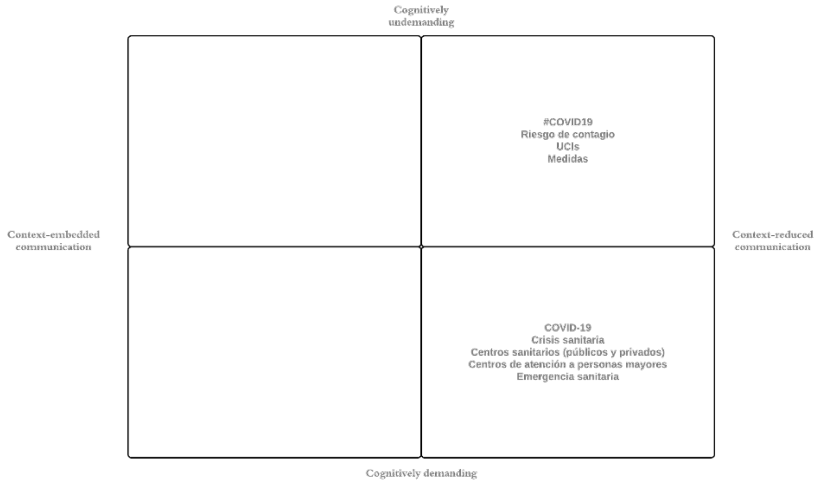 Cognitively
undemanding
#COVID19
Riesgo de contagio
UCIs
Medidas
Context-embedded
communication
Context-reduced
communication
COVID-19
Crisis sanitaria
Centros sanitarios (públicos y privados)
Centros de atención a personas mayores
Emergencia sanitaria
Cognitively demanding